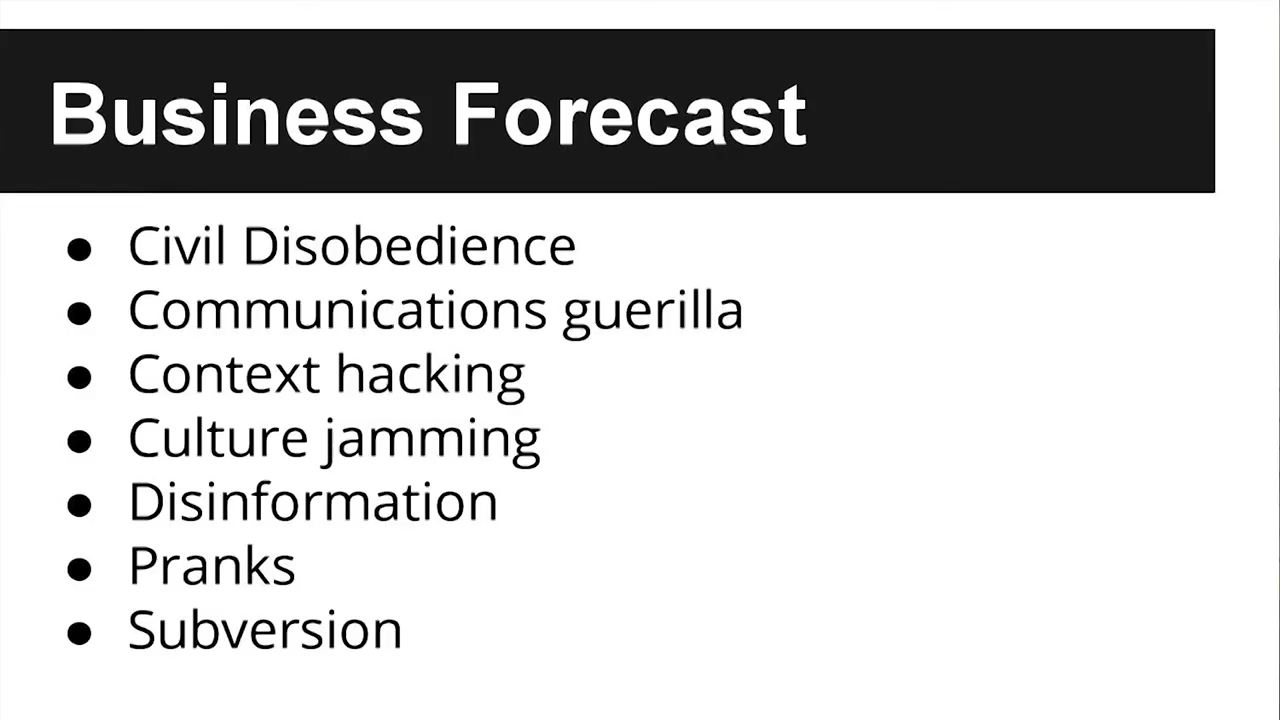 Business Forecast
● Civil Disobedience
● Communications guerilla
● Context hacking
● Culture jamming
● Disinformation
● Pranks
● Subversion